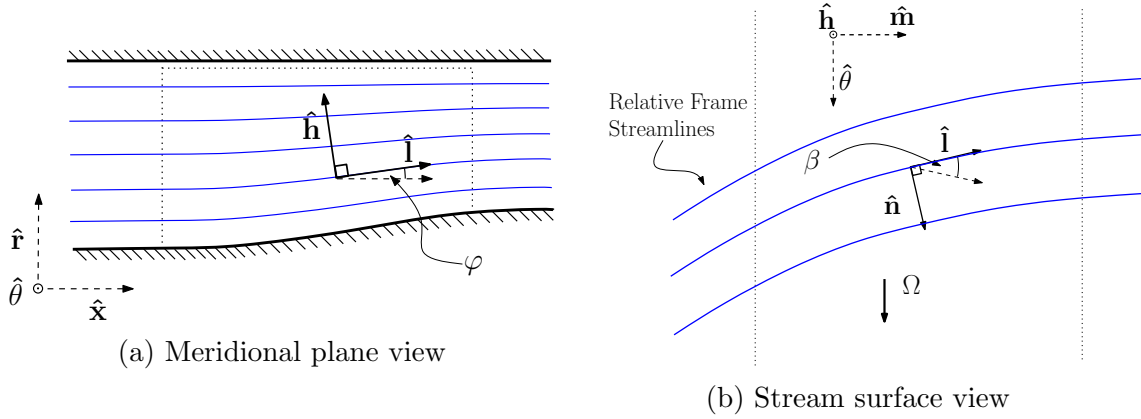 ĥ
l̂
r̂
θ̂
x̂
φ
(a) Meridional plane view
ĥ
m̂
θ̂
Relative Frame
Streamlines
β
l̂
n̂
Ω
(b) Stream surface view